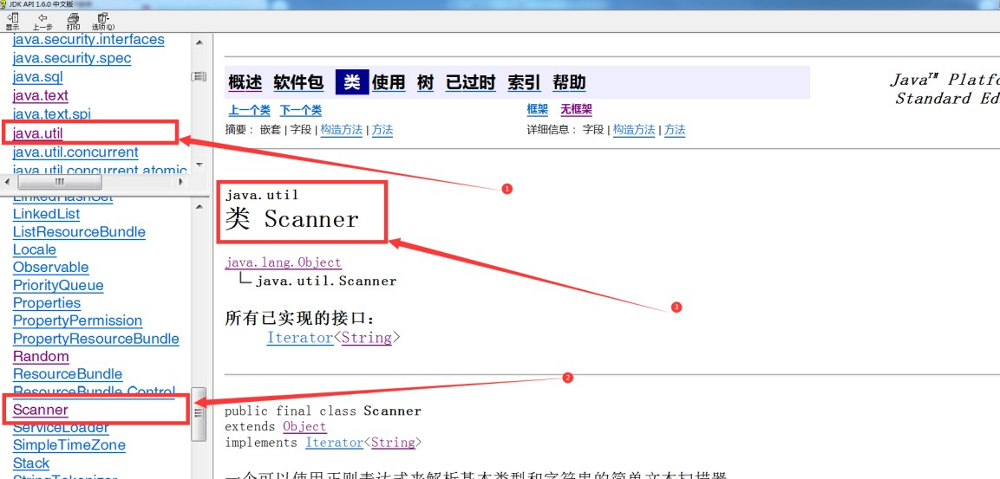 JDK API 1.6.0 中文版
显示 上一步 打印 选项(O)
java.security.interfaces
java.security.spec
java.sql
java.text
java.text.spi
java.util
java.util.concurrent
java.util.concurrent.atomic
LinkedHashSet
LinkedList
ListResourceBundle
Locale
Observable
PriorityQueue
Properties
PropertyPermission
PropertyResourceBundle
Random
ResourceBundle
ResourceBundle.Control
Scanner
ServiceLoader
SimpleTimeZone
Stack
StringTokenizer
概述 软件包 类 使用 树 已过时 索引 帮助
Java™ Platfo
Standard Ed
上一个类 下一个类
框架 无框架
摘要： 嵌套 | 字段 | 构造方法 | 方法
详细信息： 字段 | 构造方法 | 方法
1
java.util
类 Scanner
java.lang.Object
java.util.Scanner
3
所有已实现的接口：
Iterator<String>
2
public final class Scanner
extends Object
implements Iterator<String>
一个可以使用正则表达式来解析基本类型和字符串的简单文本扫描器